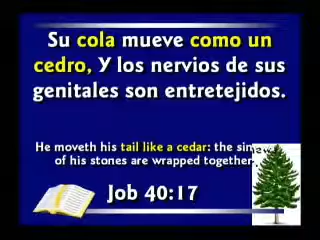 Su cola mueve como un
cedro, Y los nervios de sus
genitales son entretejidos.
He moveth his tail like a cedar: the sinews
of his stones are wrapped together.
Job 40:17